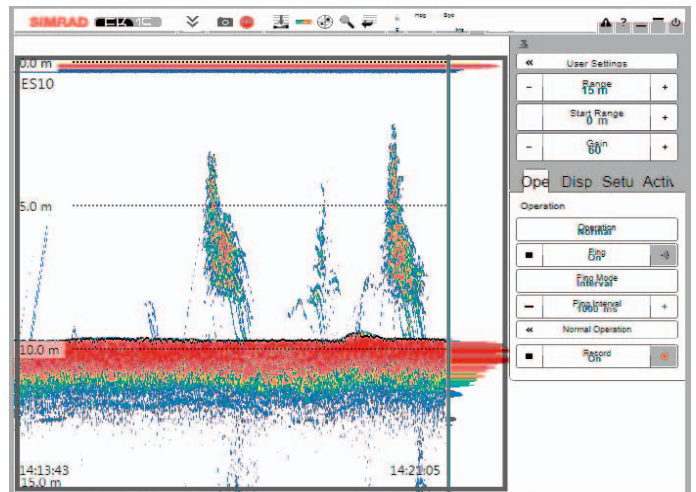 SIMRAD
? 
0.0 m
ES10
5.0 m
10.0 m
14:13:43
14:21:05
15.0 m
« User Settings
- Range +
15 m
Start Range +
0 m
- Gain +
60
Ope Disp Setu Activ
Operation
Operation
Normal
Ping
On
Ping Mode
Interval
Ping Interval +
1000 ms
« Normal Operation
Record
On